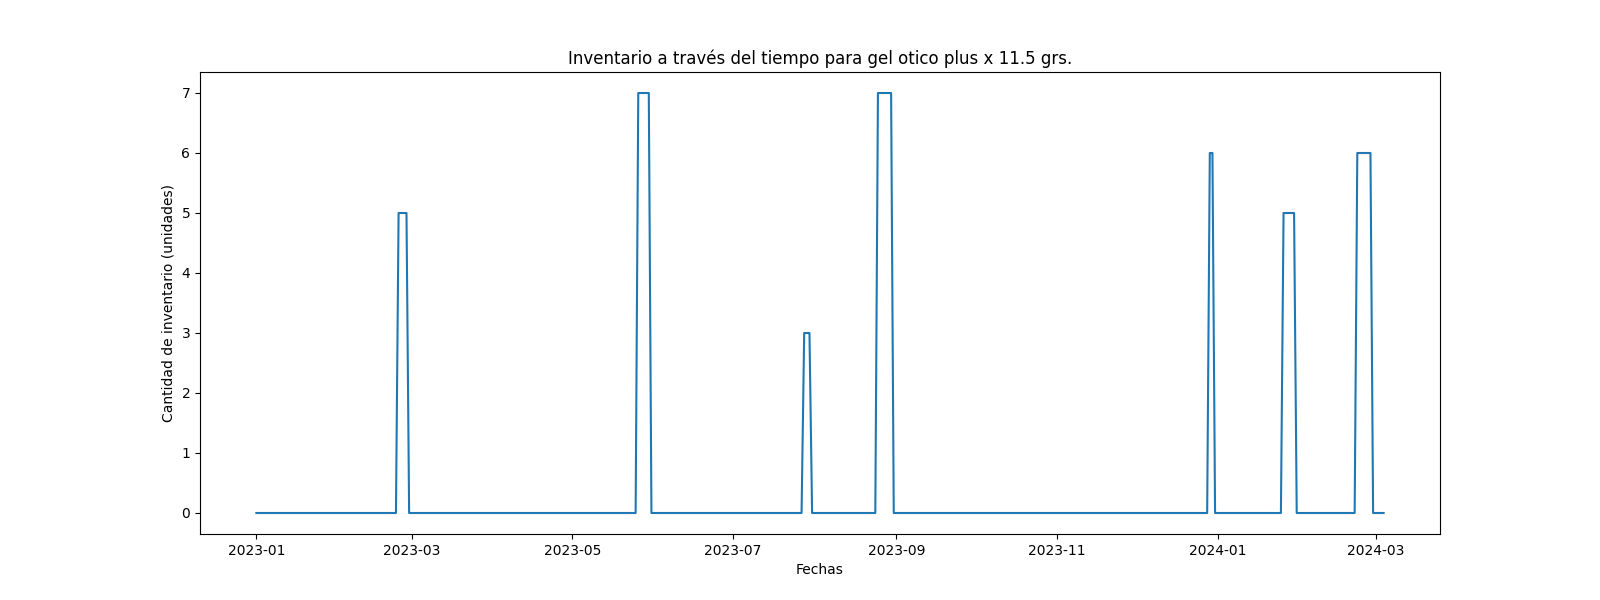 Inventario a través del tiempo para gel otico plus x 11.5 grs.
Cantidad de inventario (unidades)
7
6
5
4
3
2
1
0
2023-01 2023-03 2023-05 2023-07 2023-09 2023-11 2024-01 2024-03
Fechas